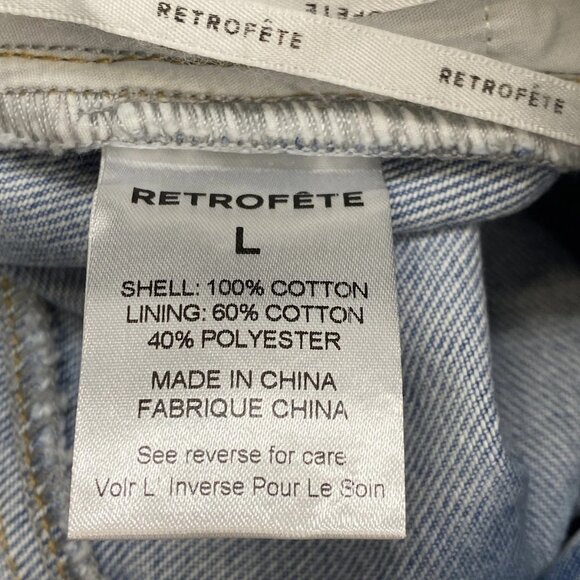 RETROFÊTE
RETROFÊTE
RETROFÊTE
L
SHELL: 100% COTTON
LINING: 60% COTTON
40% POLYESTER
MADE IN CHINA
FABRIQUE CHINA
See reverse for care
Voir L' Inverse Pour Le Soin